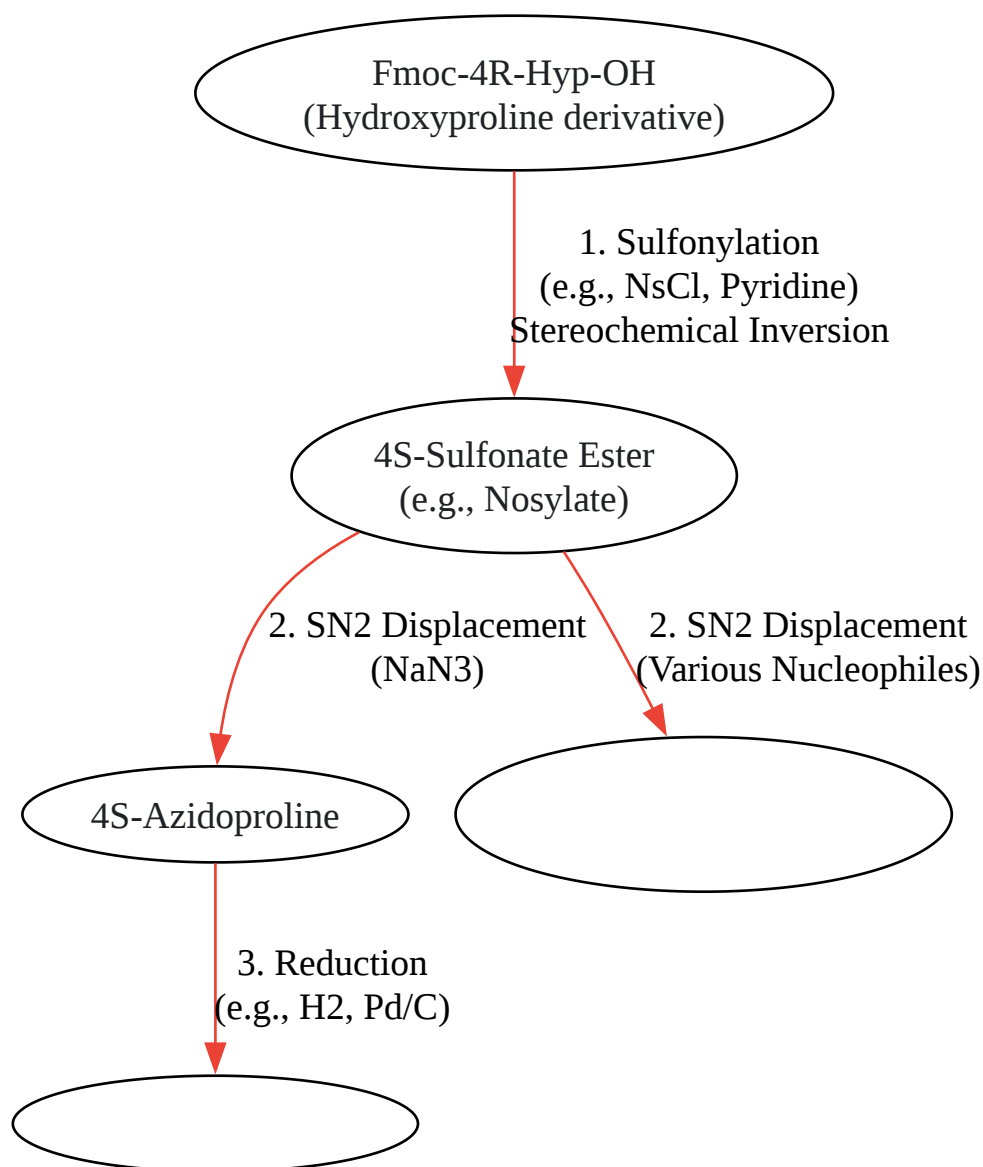 Fmoc-4R-Hyp-OH
(Hydroxyproline derivative)
1. Sulfonylation
(e.g., NsCl, Pyridine)
Stereochemical Inversion
4S-Sulfonate Ester
(e.g., Nosylate)
2. SN2 Displacement
(NaN3)
2. SN2 Displacement
(Various Nucleophiles)
4S-Azidoproline
3. Reduction
(e.g., H2, Pd/C)